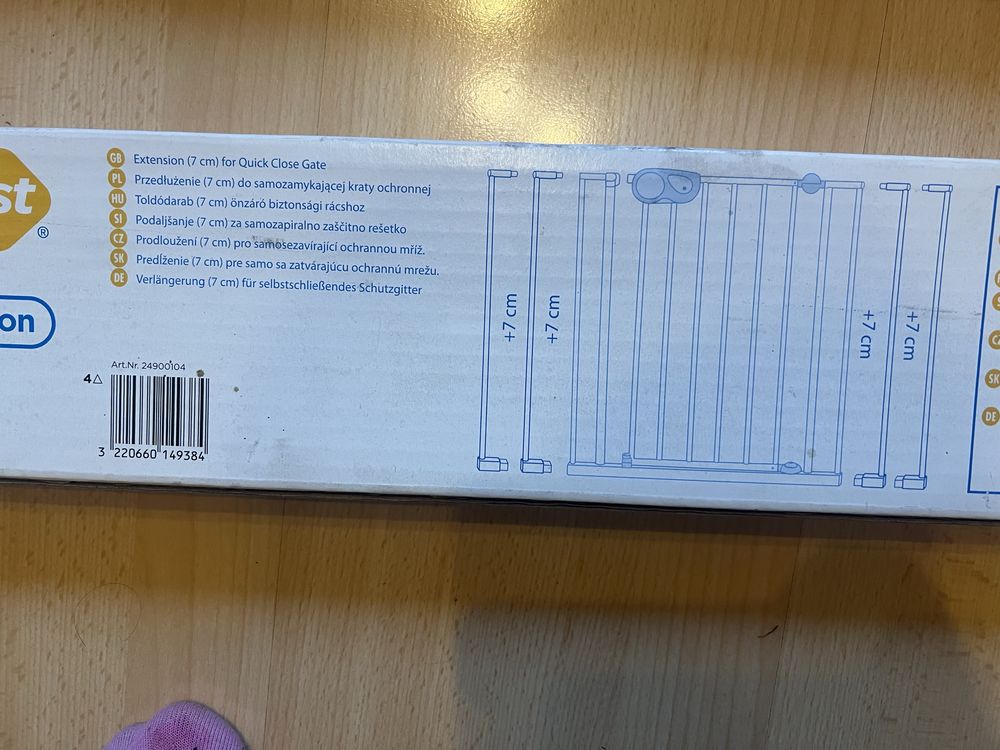 st
®
on
GB Extension (7 cm) for Quick Close Gate
PL Przedłużenie (7 cm) do samozamykającej kraty ochronnej
HU Toldódarab (7 cm) önzáró biztonsági rácshoz
SI Podaljšanje (7 cm) za samozapiralno zaščitno rešetko
CZ Prodloužení (7 cm) pro samosezavírající ochrannou mříž.
SK Predĺženie (7 cm) pre samo sa zatvárajúcu ochrannú mrežu.
DE Verlängerung (7 cm) für selbstschließendes Schutzgitter
Art.Nr. 24900104
4△
3 220660 149384
+7 cm
+7 cm
+7 cm
+7 cm
SK
DE